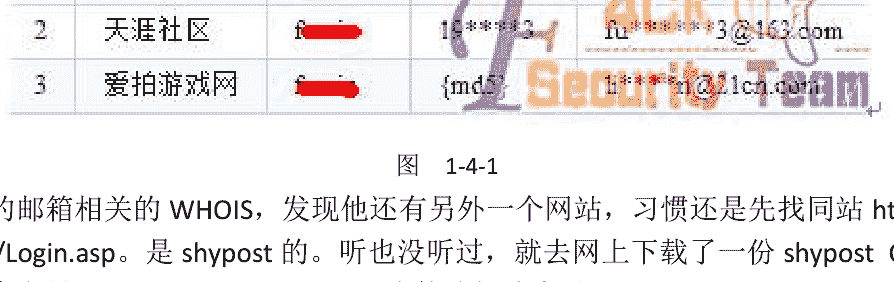 2 天涯社区 19****3 fu*******3@163.com
3 爱拍游戏网 {md5} li*****n@21cn.com
Security Team
图 1-4-1
的邮箱相关的 WHOIS，发现他还有另外一个网站，习惯还是先找同站 ht
/Login.asp。是 shypost 的。听也没听过，就去网上下载了一份 shypost